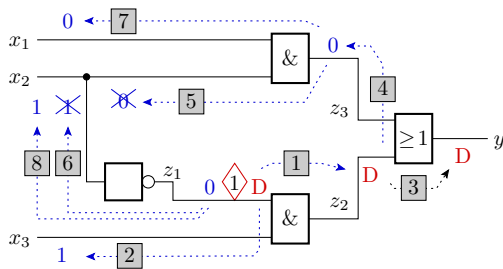 0 7
x₁
& 0
x₂
1 1 0 5 4
z₃
≥1 y
8 6 z₁ 1 D
0 1 D D 3
& z₂
x₃
1 2